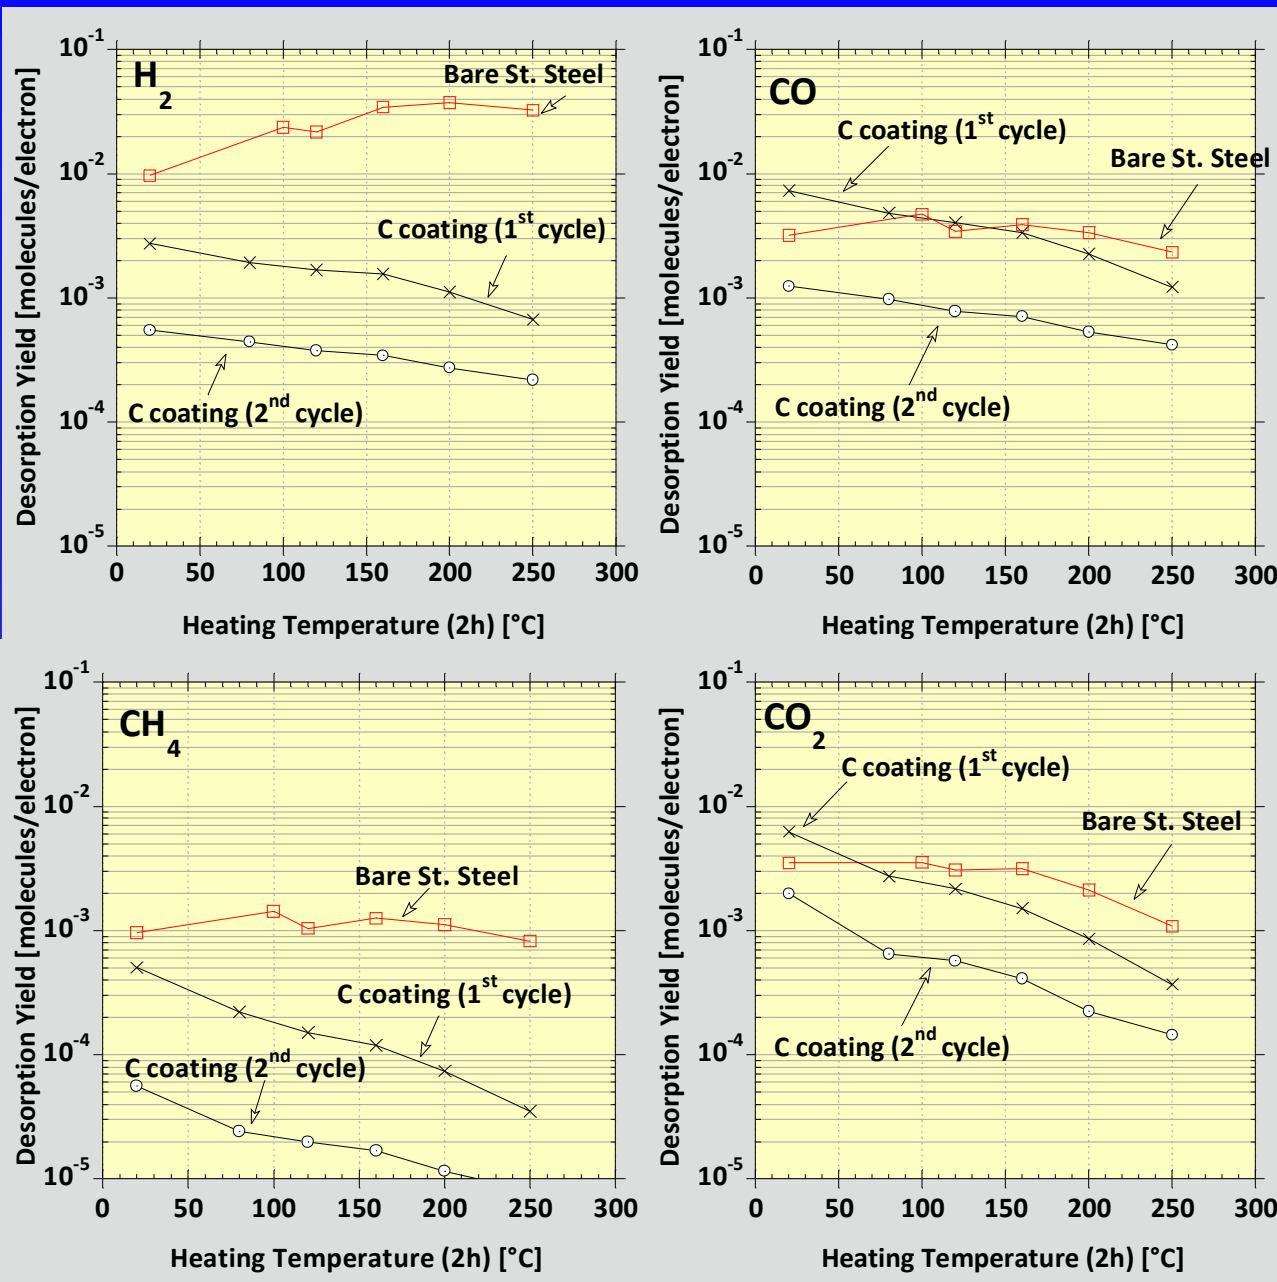 H2
Bare St. Steel
C coating (1st cycle)
C coating (2nd cycle)
Desorption Yield [molecules/electron]
10-1
10-2
10-3
10-4
10-5
0 50 100 150 200 250 300
Heating Temperature (2h) [°C]
CO
C coating (1st cycle)
Bare St. Steel
C coating (2nd cycle)
Desorption Yield [molecules/electron]
10-1
10-2
10-3
10-4
10-5
0 50 100 150 200 250 300
Heating Temperature (2h) [°C]
CH4
Bare St. Steel
C coating (1st cycle)
C coating (2nd cycle)
Desorption Yield [molecules/electron]
10-1
10-2
10-3
10-4
10-5
0 50 100 150 200 250 300
Heating Temperature (2h) [°C]
CO2
C coating (1st cycle)
Bare St. Steel
C coating (2nd cycle)
Desorption Yield [molecules/electron]
10-1
10-2
10-3
10-4
10-5
0 50 100 150 200 250 300
Heating Temperature (2h) [°C]